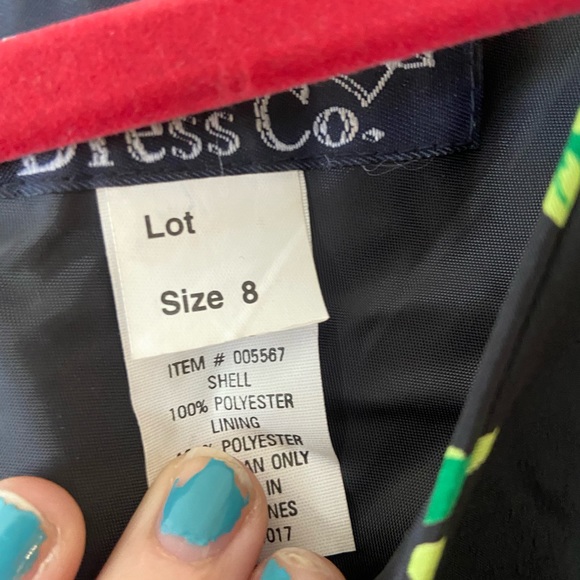 Dress Co.
Lot
Size 8
ITEM # 005567
SHELL
100% POLYESTER
LINING
POLYESTER
AN ONLY
IN
NES
017